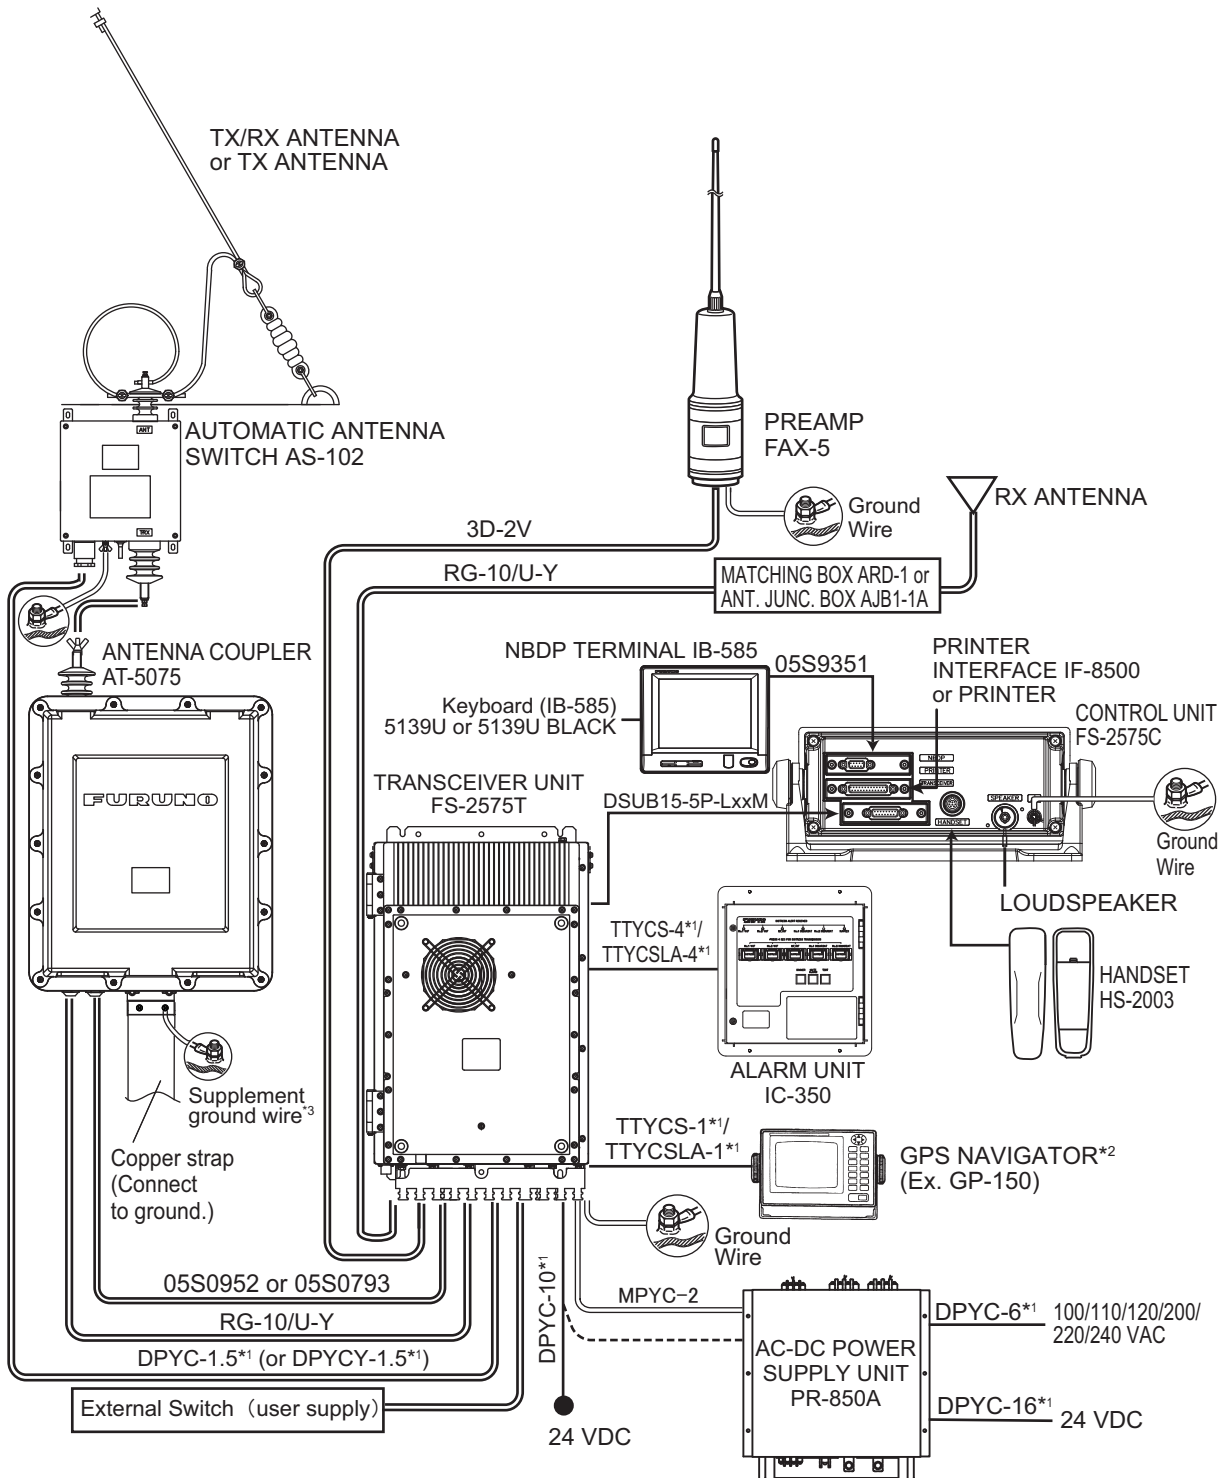 TX/RX ANTENNA
or TX ANTENNA
ANT
AUTOMATIC ANTENNA
SWITCH AS-102
TRX
PREAMP
FAX-5
Ground
Wire
RX ANTENNA
3D-2V
RG-10/U-Y
MATCHING BOX ARD-1 or
ANT. JUNC. BOX AJB1-1A
ANTENNA COUPLER
AT-5075
FURUNO
NBDP TERMINAL IB-585
05S9351
Keyboard (IB-585)
5139U or 5139U BLACK
PRINTER
INTERFACE IF-8500
or PRINTER
CONTROL UNIT
FS-2575C
NBDP
PRINTER
TRANSCEIVER
HANDSET
SPEAKER
Ground
Wire
TRANSCEIVER UNIT
FS-2575T
DSUB15-5P-LxxM
LOUDSPEAKER
HANDSET
HS-2003
TTYCS-4*1/
TTYCSLA-4*1
ALARM UNIT
IC-350
TTYCS-1*1/
TTYCSLA-1*1
GPS NAVIGATOR*2
(Ex. GP-150)
Supplement
ground wire*3
Copper strap
(Connect
to ground.)
Ground
Wire
05S0952 or 05S0793
RG-10/U-Y
DPYC-1.5*1 (or DPYCY-1.5*1)
External Switch (user supply)
DPYC-10*1
24 VDC
MPYC-2
AC-DC POWER
SUPPLY UNIT
PR-850A
DPYC-6*1
100/110/120/200/
220/240 VAC
DPYC-16*1
24 VDC